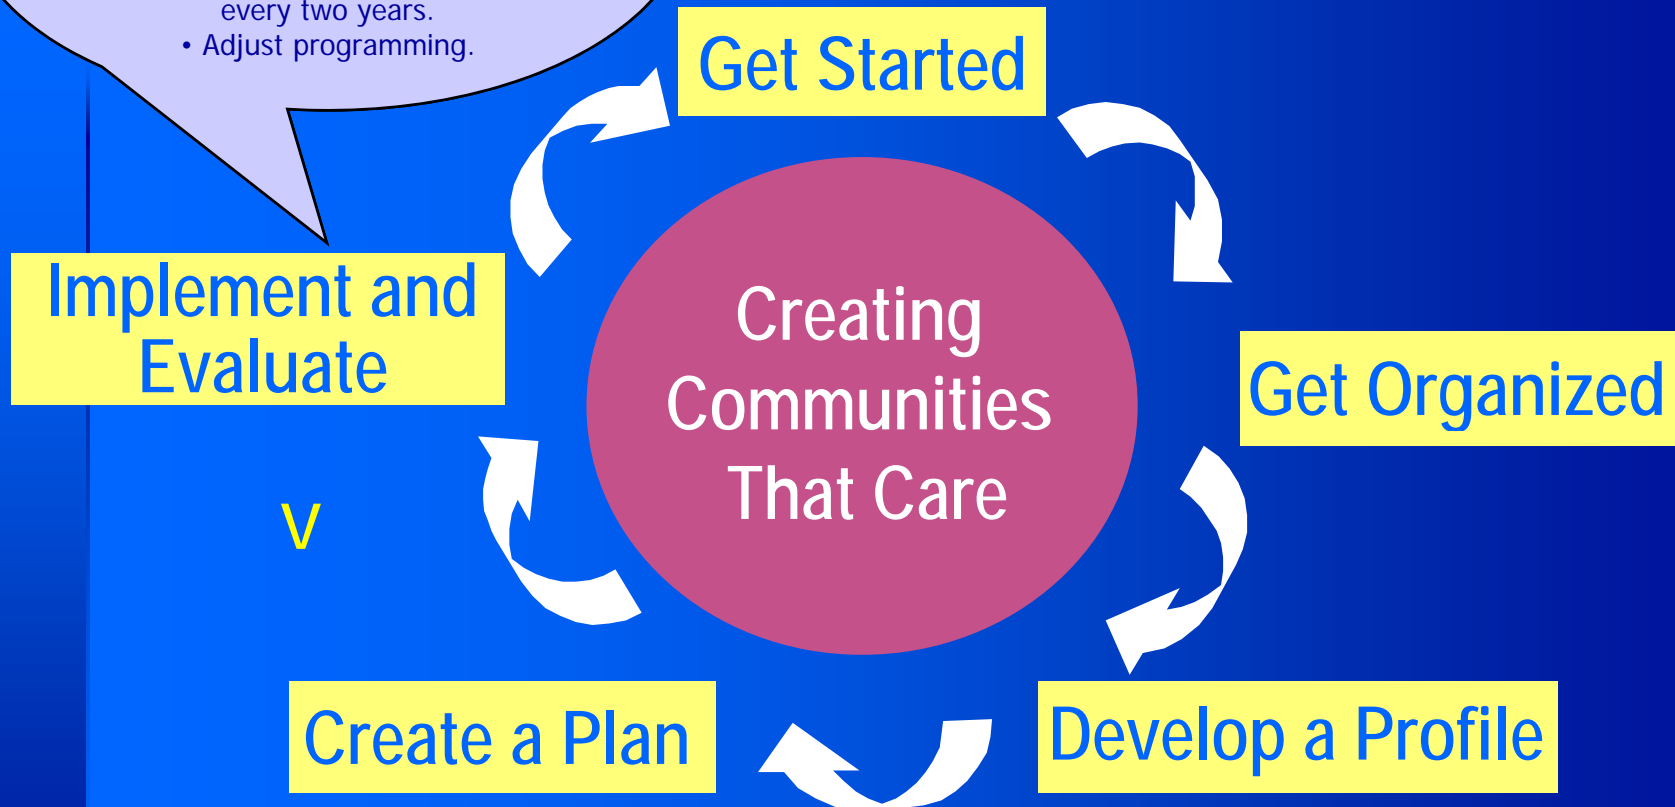 every two years.
• Adjust programming.
Get Started
Implement and
Evaluate
Creating
Communities
That Care
Get Organized
v
Create a Plan
Develop a Profile